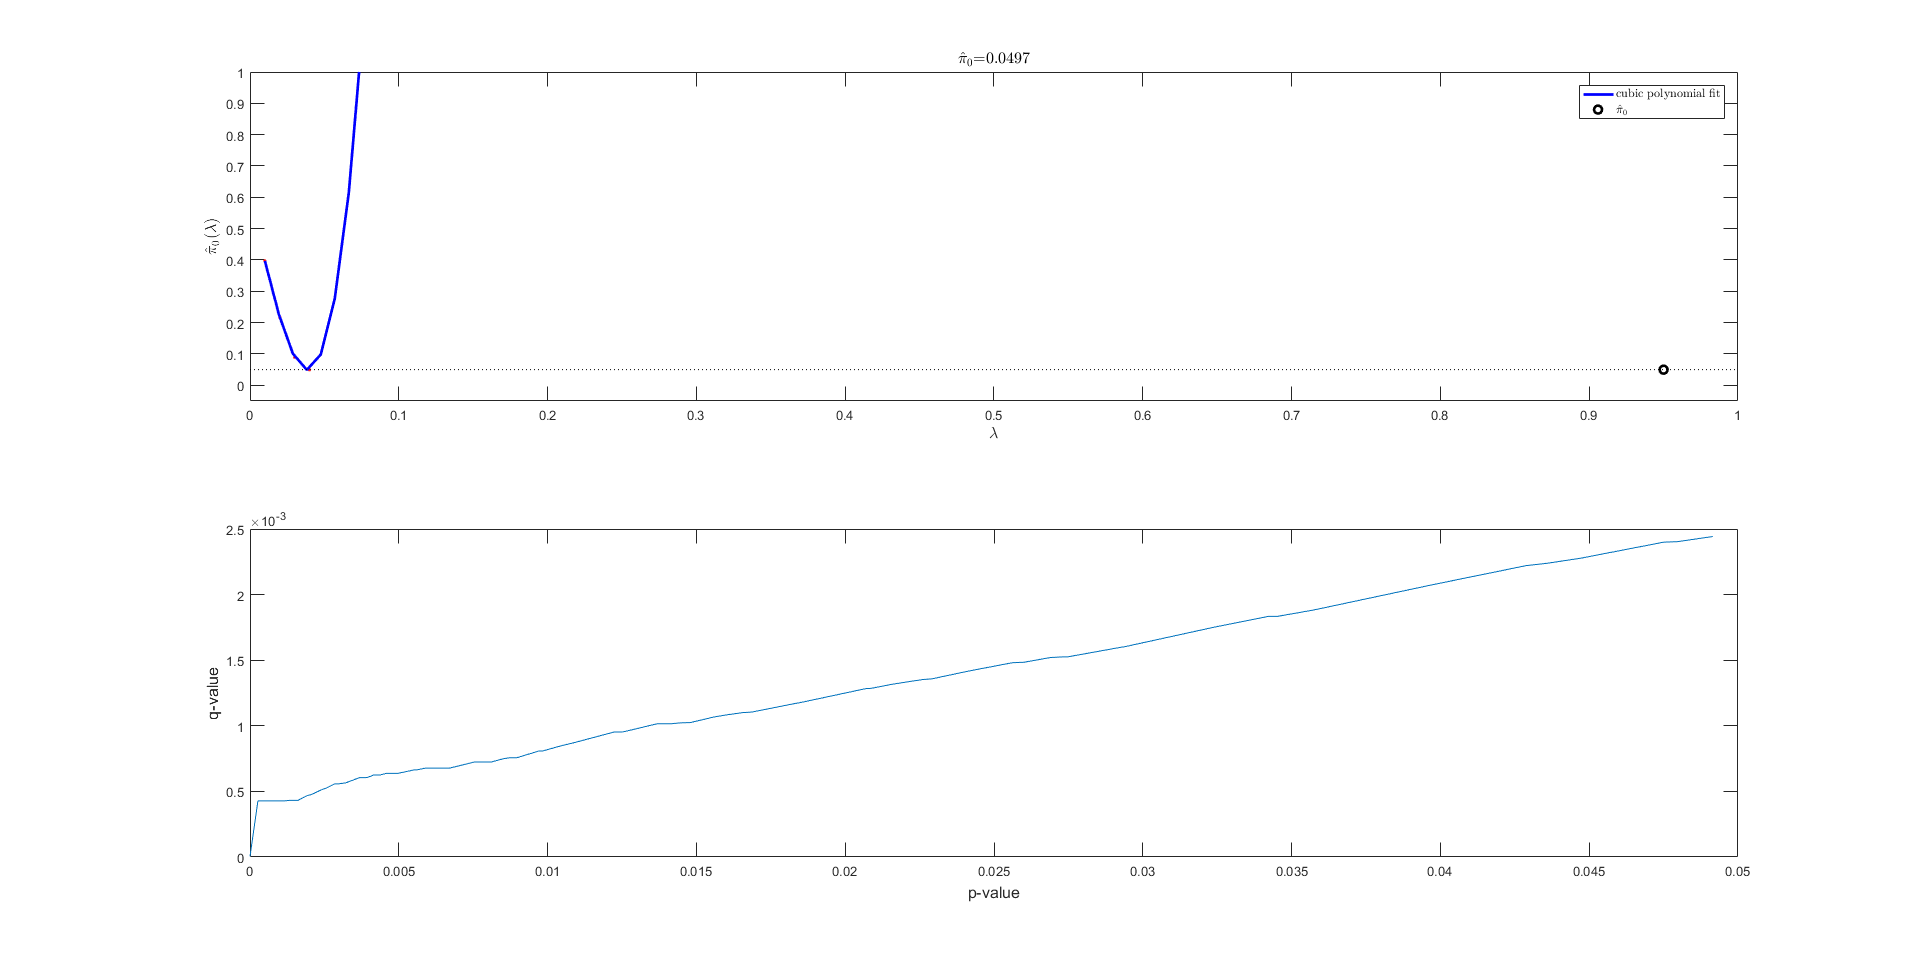 π̂₀=0.0497
1
0.9
0.8
0.7
0.6
0.5
0.4
0.3
0.2
0.1
0
π̂₀(λ)
cubic polynomial fit
π̂₀
0 0.1 0.2 0.3 0.4 0.5 0.6 0.7 0.8 0.9 1
λ
×10⁻³
2.5
2
1.5
1
0.5
0
q-value
0 0.005 0.01 0.015 0.02 0.025 0.03 0.035 0.04 0.045 0.05
p-value